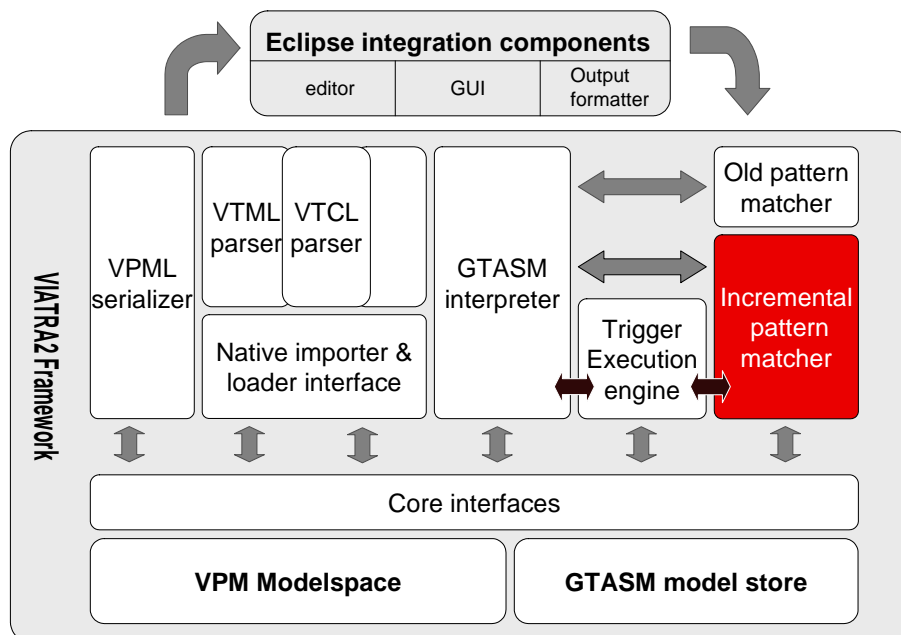 Eclipse integration components
editor
GUI
Output
formatter
VIATRA2 Framework
VPML
serializer
VTML
parser
VTCL
parser
Native importer &
loader interface
GTASM
interpreter
Old pattern
matcher
Incremental
pattern
matcher
Trigger
Execution
engine
Core interfaces
VPM Modelspace
GTASM model store